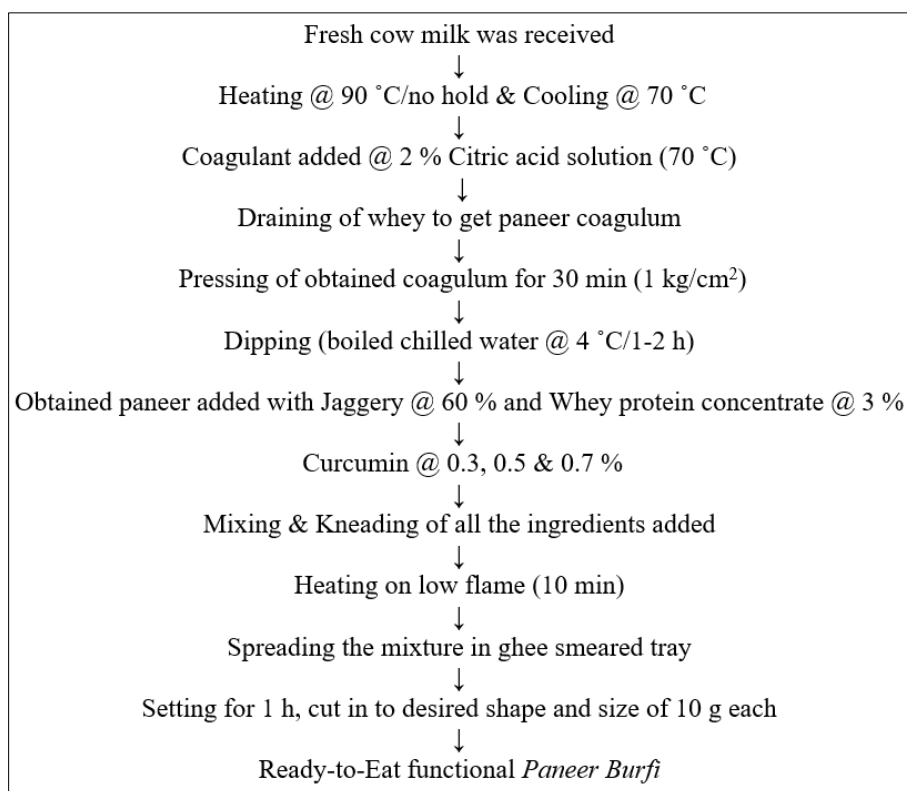 Fresh cow milk was received
↓
Heating @ 90 ˚C/no hold & Cooling @ 70 ˚C
↓
Coagulant added @ 2 % Citric acid solution (70 ˚C)
↓
Draining of whey to get paneer coagulum
↓
Pressing of obtained coagulum for 30 min (1 kg/cm²)
↓
Dipping (boiled chilled water @ 4 ˚C/1-2 h)
↓
Obtained paneer added with Jaggery @ 60 % and Whey protein concentrate @ 3 %
↓
Curcumin @ 0.3, 0.5 & 0.7 %
↓
Mixing & Kneading of all the ingredients added
↓
Heating on low flame (10 min)
↓
Spreading the mixture in ghee smeared tray
↓
Setting for 1 h, cut in to desired shape and size of 10 g each
↓
Ready-to-Eat functional Paneer Burfi